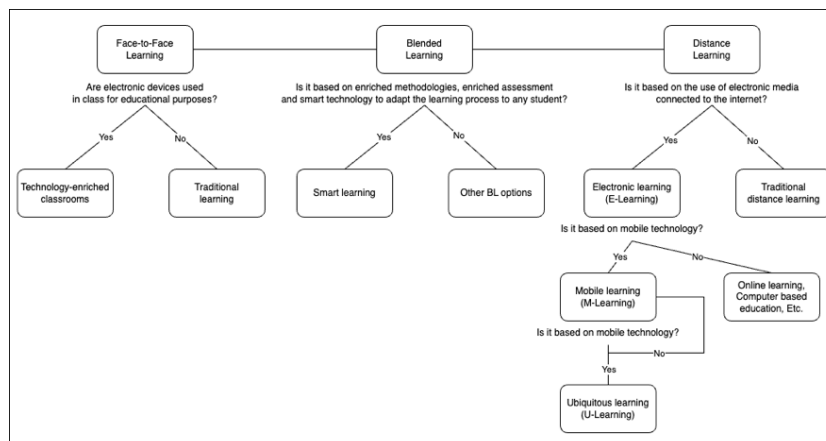 Face-to-Face
Learning
Blended
Learning
Distance
Learning
Are electronic devices used
in class for educational purposes?
Is it based on enriched methodologies, enriched assessment
and smart technology to adapt the learning process to any student?
Is it based on the use of electronic media
connected to the internet?
Yes
No
Yes
No
Yes
No
Technology-enriched
classrooms
Traditional
learning
Smart learning
Other BL options
Electronic learning
(E-Learning)
Traditional
distance learning
Is it based on mobile technology?
Yes
No
Mobile learning
(M-Learning)
Online learning,
Computer based
education, Etc.
Is it based on mobile technology?
No
Yes
Ubiquitous learning
(U-Learning)